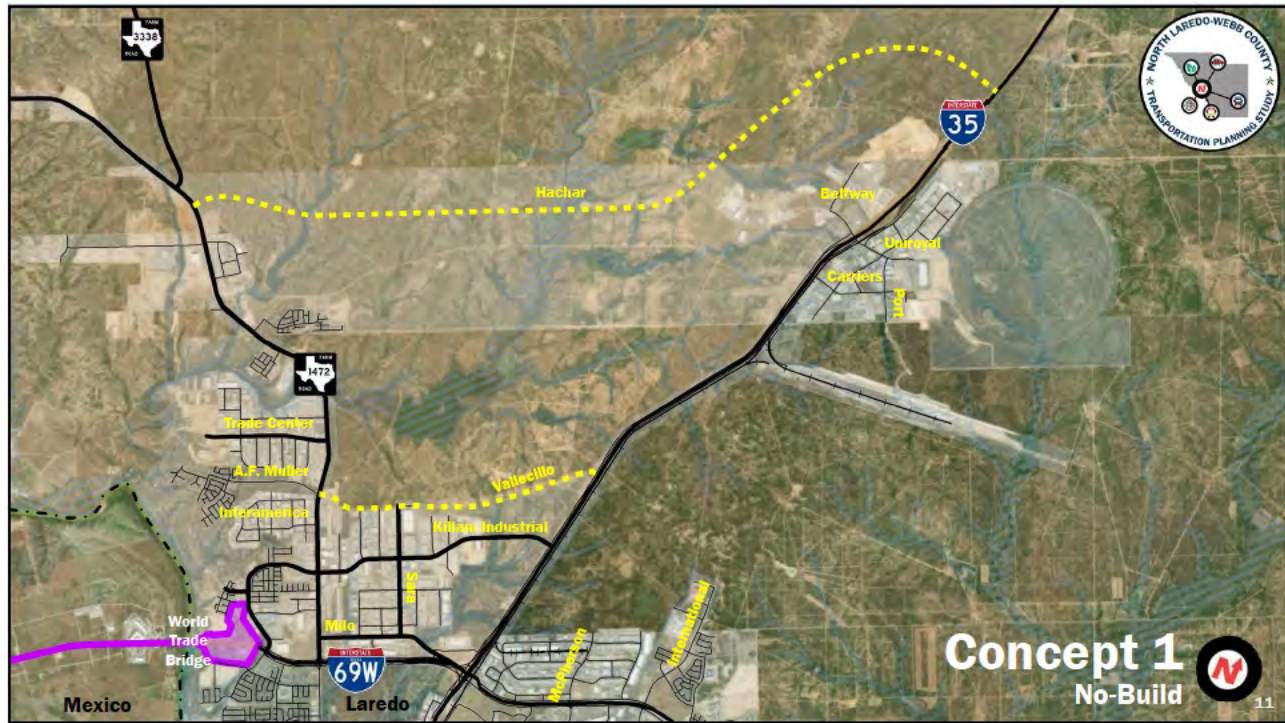 FARM
3338
ROAD
NORTH LAREDO-WEBB COUNTY
N
TRANSPORTATION PLANNING STUDY
INTERSTATE
35
Hachar
Beltway
Uniroyal
Carriers
Port
FARM
1472
ROAD
Trade Center
A.F. Muller
Vallecillo
Interamerica
Killam Industrial
Sara
International
World
Trade
Bridge
Milo
McPherson
INTERSTATE
69W
Concept 1
No-Build
N
Mexico
Laredo
11